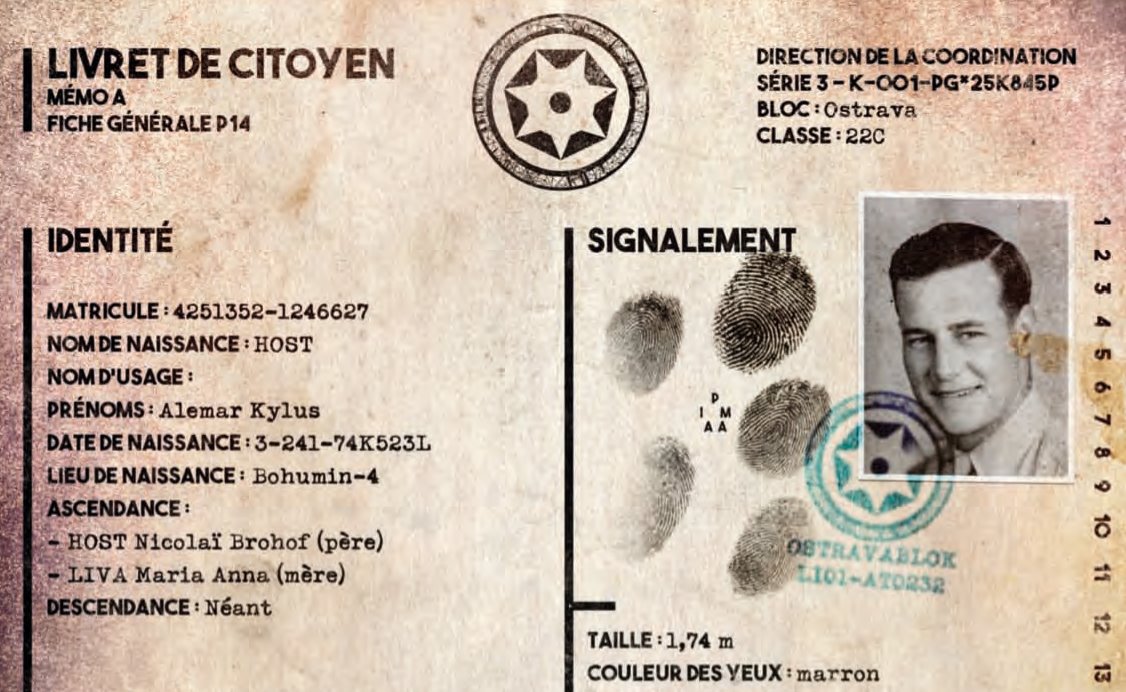 LIVRET DE CITOYEN
MÉMO A
FICHE GÉNÉRALE P14
DIRECTION DE LA COORDINATION
SÉRIE 3 - K-001-PG*25K845P
BLOC : Ostrava
CLASSE : 22C
IDENTITÉ
MATRICULE : 4251352-1246627
NOM DE NAISSANCE : HOST
NOM D'USAGE :
PRÉNOMS : Alemar Kylus
DATE DE NAISSANCE : 3-241-74K523L
LIEU DE NAISSANCE : Bohumin-4
ASCENDANCE :
- HOST Nicolaï Brohof (père)
- LIVA Maria Anna (mère)
DESCENDANCE : Néant
SIGNALEMENT
P
I M
A A
OSTRAVABLOK
LI01-AT0232
TAILLE : 1,74 m
COULEUR DES YEUX : marron
1
2
3
4
5
6
7
8
9
10
11
12
13